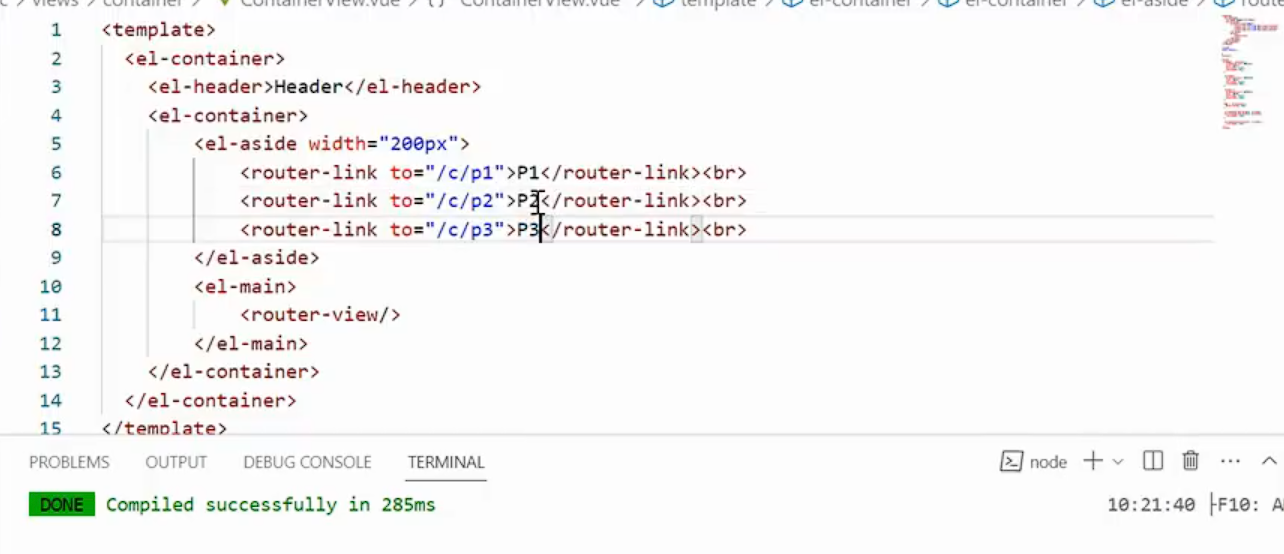 views > container > ContainerView.vue > {} "ContainerView.vue" > template > el-container > el-container > el-aside >
1 <template>
2 <el-container>
3 <el-header>Header</el-header>
4 <el-container>
5 <el-aside width="200px">
6 <router-link to="/c/p1">P1</router-link><br>
7 <router-link to="/c/p2">P2</router-link><br>
8 <router-link to="/c/p3">P3</router-link><br>
9 </el-aside>
10 <el-main>
11 <router-view/>
12 </el-main>
13 </el-container>
14 </el-container>
15 </template>
PROBLEMS OUTPUT DEBUG CONSOLE TERMINAL node
DONE Compiled successfully in 285ms 10:21:40